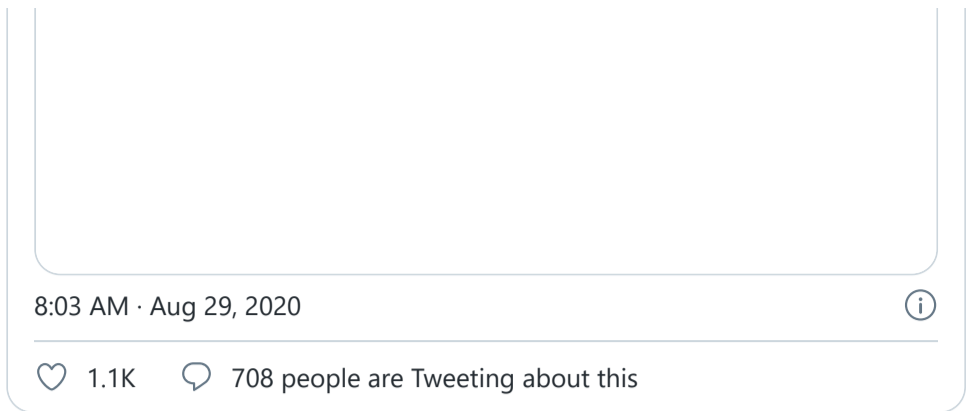 8:03 AM · Aug 29, 2020
1.1K 708 people are Tweeting about this